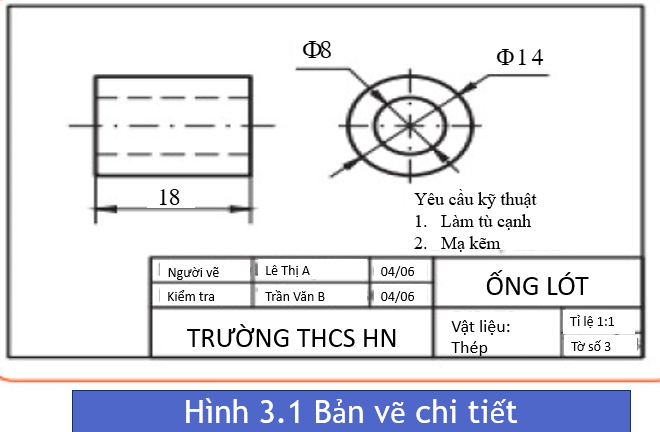 Φ8
Φ14
18
Yêu cầu kỹ thuật
1. Làm tù cạnh
2. Mạ kẽm
Người vẽ Lê Thị A 04/06
Kiểm tra Trần Văn B 04/06
ỐNG LÓT
TRƯỜNG THCS HN
Vật liệu:
Thép
Tỉ lệ 1:1
Tờ số 3
Hình 3.1 Bản vẽ chi tiết